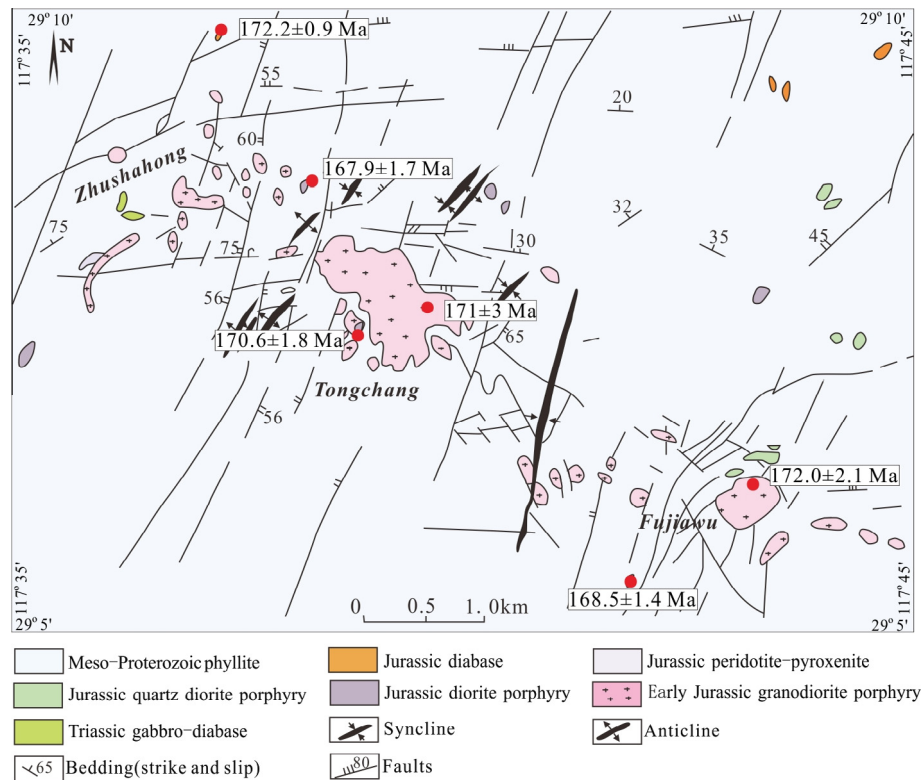 29° 10′ 29° 10′
117° 35′ 117° 45′
172.2±0.9 Ma
N
55
20
60
167.9±1.7 Ma
Zhushahong
32
75
75
30
35
45
56
171±3 Ma
65
170.6±1.8 Ma
Tongchang
56
172.0±2.1 Ma
Fujiawu
117° 35′ 117° 45′
168.5±1.4 Ma
0 0.5 1.0km
29° 5′ 29° 5′
Meso-Proterozoic phyllite Jurassic diabase Jurassic peridotite-pyroxenite
Jurassic quartz diorite porphyry Jurassic diorite porphyry Early Jurassic granodiorite porphyry
Triassic gabbro-diabase Syncline Anticline
65 Bedding(strike and slip) 80 Faults